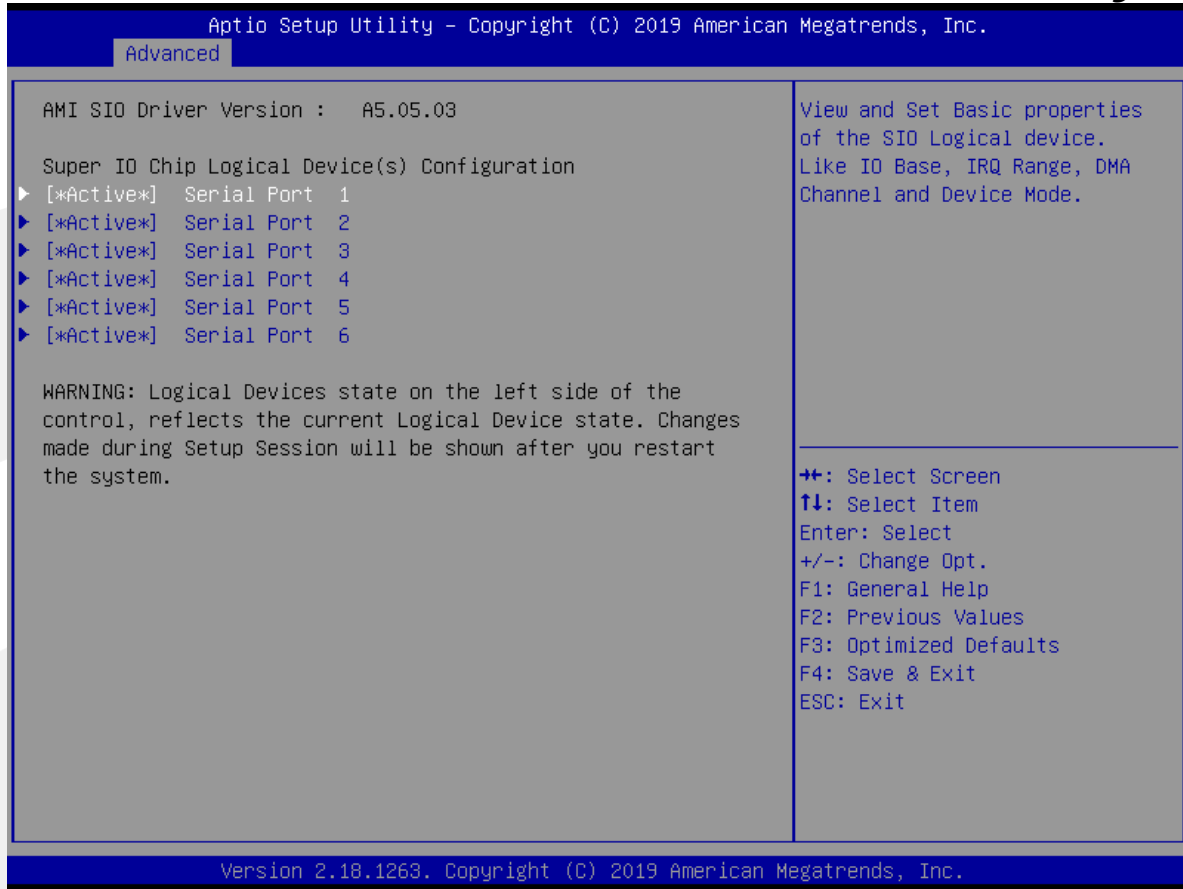 Aptio Setup Utility – Copyright (C) 2019 American Megatrends, Inc.
Advanced
AMI SIO Driver Version :   A5.05.03
Super IO Chip Logical Device(s) Configuration
[*Active*]  Serial Port  1
[*Active*]  Serial Port  2
[*Active*]  Serial Port  3
[*Active*]  Serial Port  4
[*Active*]  Serial Port  5
[*Active*]  Serial Port  6
WARNING: Logical Devices state on the left side of the
control, reflects the current Logical Device state. Changes
made during Setup Session will be shown after you restart
the system.
View and Set Basic properties
of the SIO Logical device.
Like IO Base, IRQ Range, DMA
Channel and Device Mode.
→←: Select Screen
↑↓: Select Item
Enter: Select
+/-: Change Opt.
F1: General Help
F2: Previous Values
F3: Optimized Defaults
F4: Save & Exit
ESC: Exit
Version 2.18.1263. Copyright (C) 2019 American Megatrends, Inc.